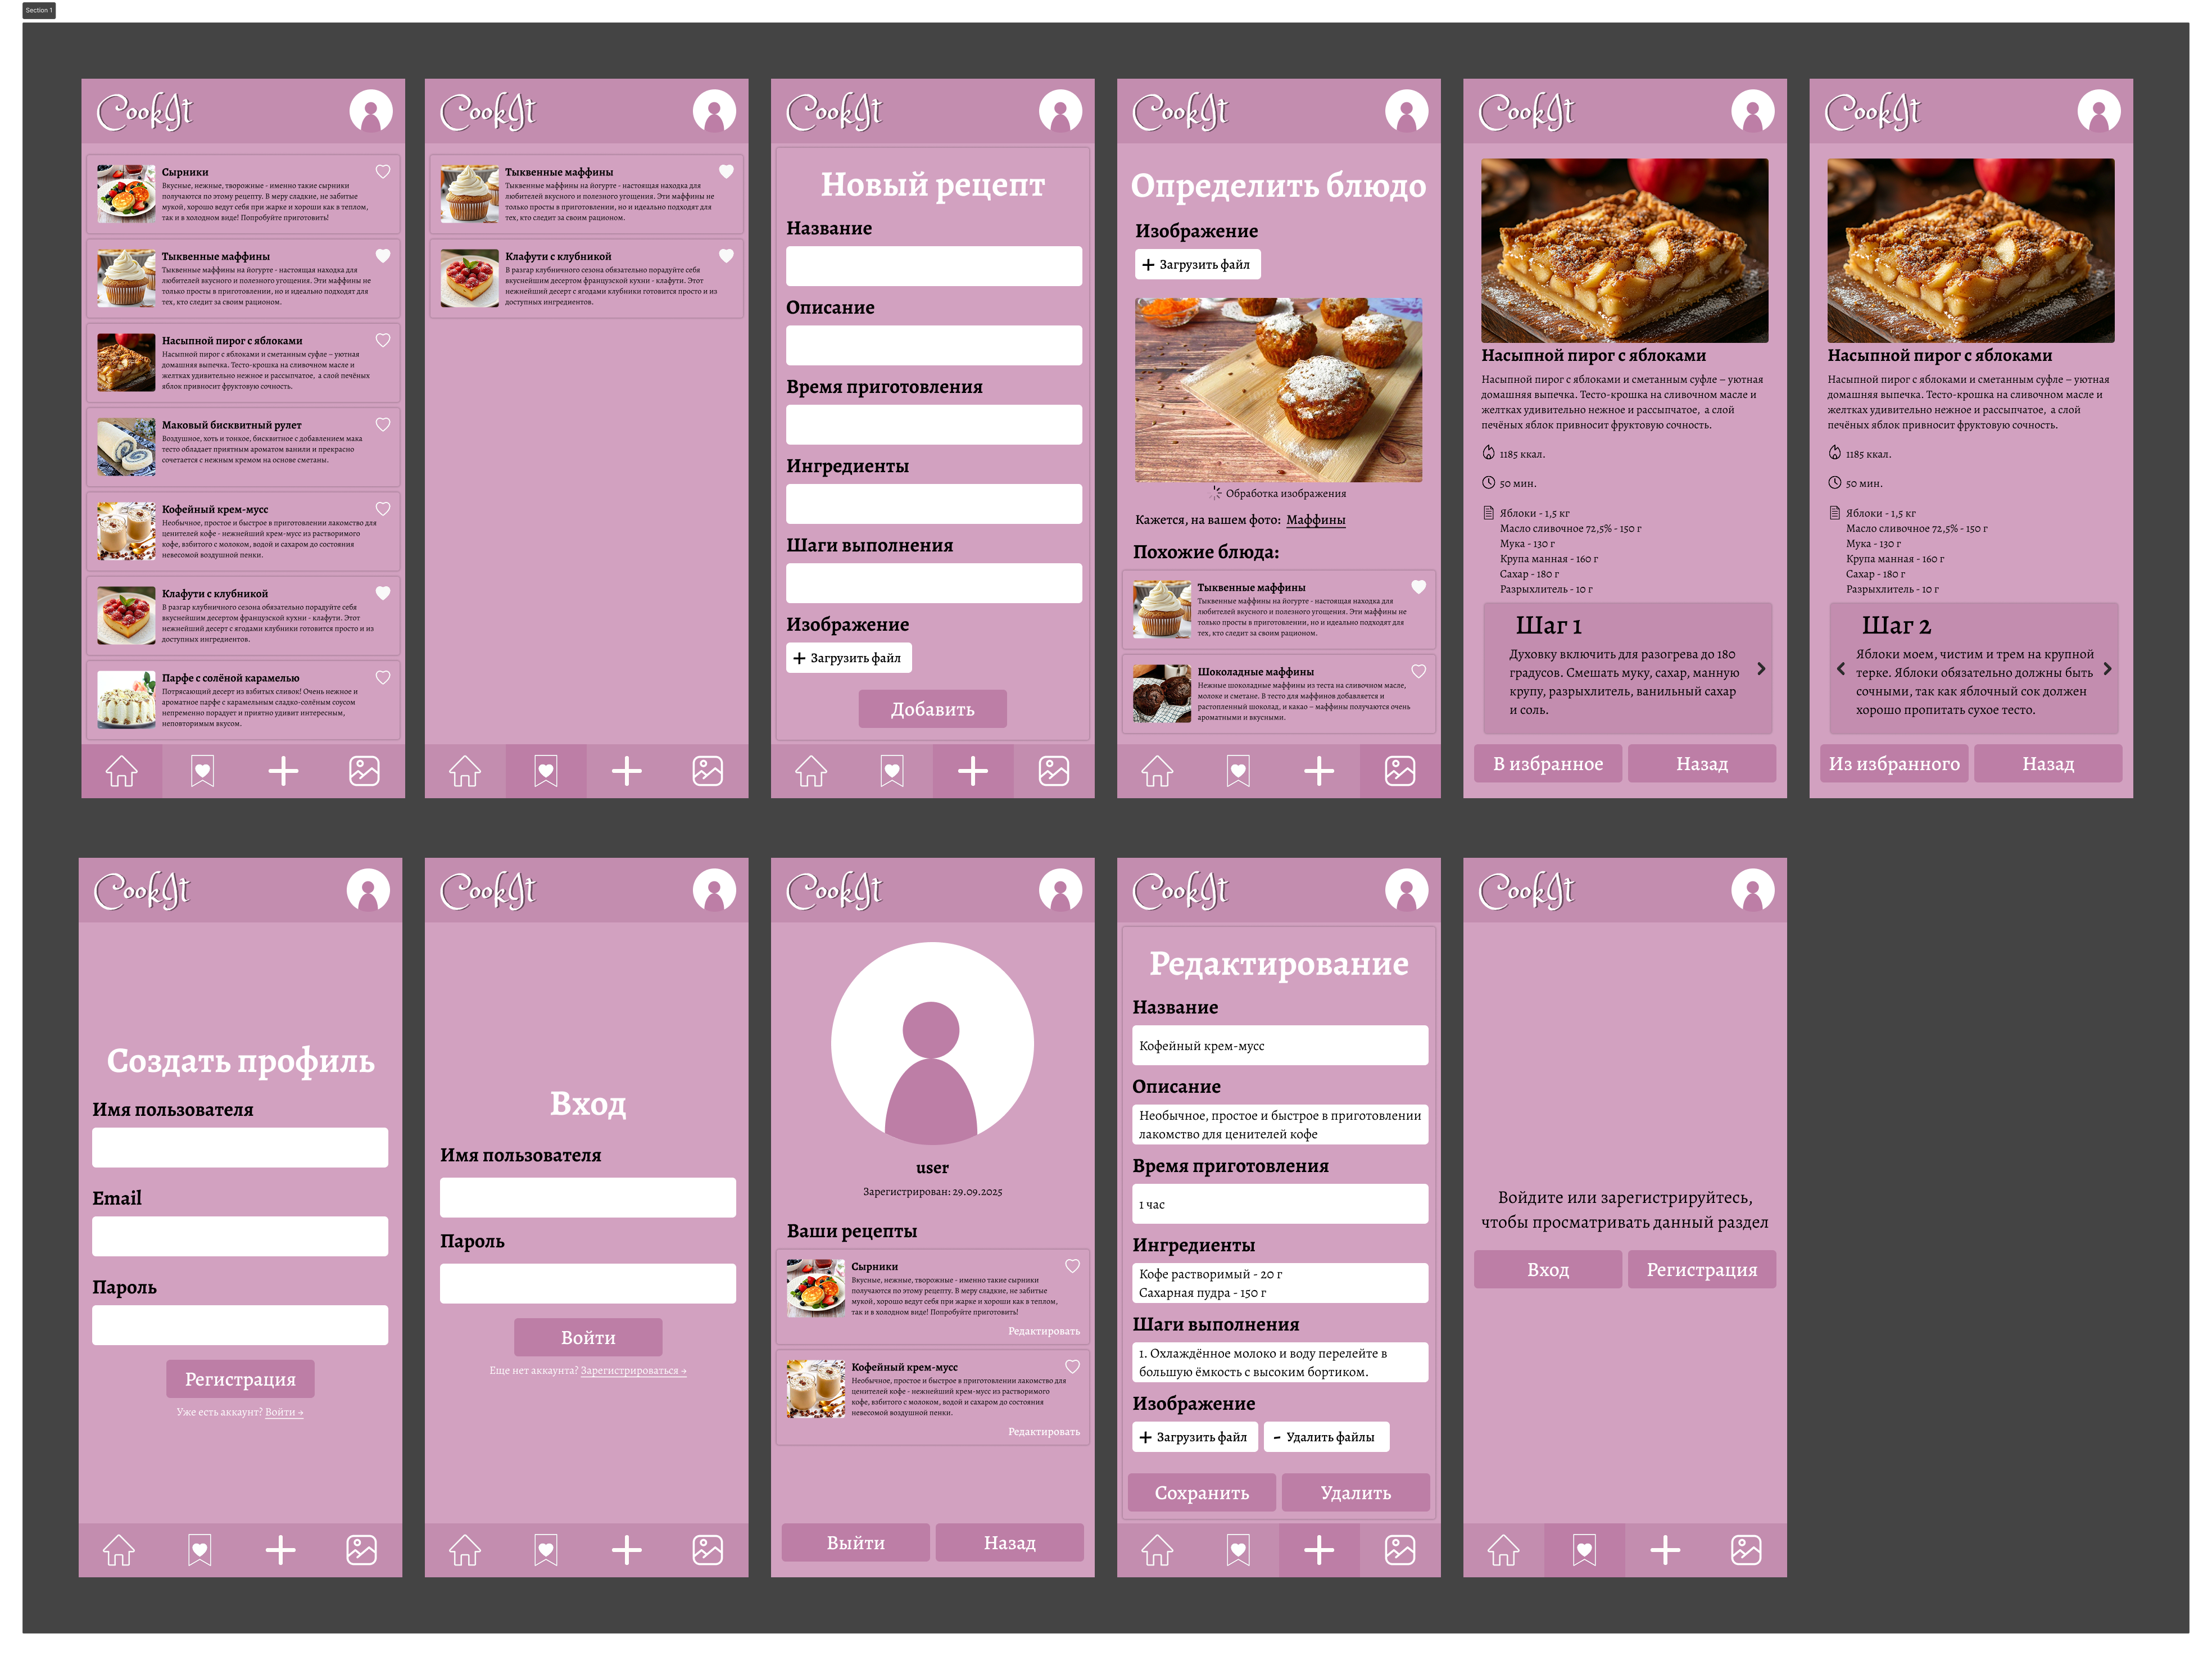 Section 1
CookIt
Сырники
Вкусные, нежные, творожные - именно такие сырники
получаются по этому рецепту. В меру сладкие, не забитые
мукой, хорошо ведут себя при жарке и хороши как в теплом,
так и в холодном виде! Попробуйте приготовить!
Тыквенные маффины
Тыквенные маффины на йогурте - настоящая находка для
любителей вкусного и полезного угощения. Эти маффины не
только просты в приготовлении, но и идеально подходят для
тех, кто следит за своим рационом.
Насыпной пирог с яблоками
Насыпной пирог с яблоками и сметанным суфле – уютная
домашняя выпечка. Тесто-крошка на сливочном масле и
желтках удивительно нежное и рассыпчатое, а слой печёных
яблок привносит фруктовую сочность.
Маковый бисквитный рулет
Воздушное, хоть и тонкое, бисквитное с добавлением мака
тесто обладает приятным ароматом ванили и прекрасно
сочетается с нежным кремом на основе сметаны.
Кофейный крем-мусс
Необычное, простое и быстрое в приготовлении лакомство для
ценителей кофе - нежнейший крем-мусс из растворимого
кофе, взбитого с молоком, водой и сахаром до состояния
невесомой воздушной пенки.
Клафути с клубникой
В разгар клубничного сезона обязательно порадуйте себя
вкуснейшим десертом французской кухни - клафути. Этот
нежнейший десерт с ягодами клубники готовится просто и из
доступных ингредиентов.
Парфе с солёной карамелью
Потрясающий десерт из взбитых сливок! Очень нежное и
ароматное парфе с карамельным сладко-солёным соусом
непременно порадует и приятно удивит интересным,
неповторимым вкусом.
CookIt
Тыквенные маффины
Тыквенные маффины на йогурте - настоящая находка для
любителей вкусного и полезного угощения. Эти маффины не
только просты в приготовлении, но и идеально подходят для
тех, кто следит за своим рационом.
Клафути с клубникой
В разгар клубничного сезона обязательно порадуйте себя
вкуснейшим десертом французской кухни - клафути. Этот
нежнейший десерт с ягодами клубники готовится просто и из
доступных ингредиентов.
CookIt
Новый рецепт
Название
Описание
Время приготовления
Ингредиенты
Шаги выполнения
Изображение
+ Загрузить файл
Добавить
CookIt
Определить блюдо
Изображение
+ Загрузить файл
Обработка изображения
Кажется, на вашем фото: Маффины
Похожие блюда:
Тыквенные маффины
Тыквенные маффины на йогурте - настоящая находка для
любителей вкусного и полезного угощения. Эти маффины не
только просты в приготовлении, но и идеально подходят для
тех, кто следит за своим рационом.
Шоколадные маффины
Нежные шоколадные маффины из теста на сливочном масле,
молоке и сметане. В тесто для маффинов добавляется и
растопленный шоколад, и какао – маффины получаются очень
ароматными и вкусными.
CookIt
Насыпной пирог с яблоками
Насыпной пирог с яблоками и сметанным суфле – уютная
домашняя выпечка. Тесто-крошка на сливочном масле и
желтках удивительно нежное и рассыпчатое, а слой
печёных яблок привносит фруктовую сочность.
1185 ккал.
50 мин.
Яблоки - 1,5 кг
Масло сливочное 72,5% - 150 г
Мука - 130 г
Крупа манная - 160 г
Сахар - 180 г
Разрыхлитель - 10 г
Шаг 1
Духовку включить для разогрева до 180
градусов. Смешать муку, сахар, манную
крупу, разрыхлитель, ванильный сахар
и соль.
В избранное
Назад
CookIt
Насыпной пирог с яблоками
Насыпной пирог с яблоками и сметанным суфле – уютная
домашняя выпечка. Тесто-крошка на сливочном масле и
желтках удивительно нежное и рассыпчатое, а слой
печёных яблок привносит фруктовую сочность.
1185 ккал.
50 мин.
Яблоки - 1,5 кг
Масло сливочное 72,5% - 150 г
Мука - 130 г
Крупа манная - 160 г
Сахар - 180 г
Разрыхлитель - 10 г
Шаг 2
Яблоки моем, чистим и трем на крупной
терке. Яблоки обязательно должны быть
сочными, так как яблочный сок должен
хорошо пропитать сухое тесто.
Из избранного
Назад
CookIt
Создать профиль
Имя пользователя
Email
Пароль
Регистрация
Уже есть аккаунт? Войти →
CookIt
Вход
Имя пользователя
Пароль
Войти
Еще нет аккаунта? Зарегистрироваться →
CookIt
user
Зарегистрирован: 29.09.2025
Ваши рецепты
Сырники
Вкусные, нежные, творожные - именно такие сырники
получаются по этому рецепту. В меру сладкие, не забитые
мукой, хорошо ведут себя при жарке и хороши как в теплом,
так и в холодном виде! Попробуйте приготовить!
Редактировать
Кофейный крем-мусс
Необычное, простое и быстрое в приготовлении лакомство для
ценителей кофе - нежнейший крем-мусс из растворимого
кофе, взбитого с молоком, водой и сахаром до состояния
невесомой воздушной пенки.
Редактировать
Выйти
Назад
CookIt
Редактирование
Название
Кофейный крем-мусс
Описание
Необычное, простое и быстрое в приготовлении
лакомство для ценителей кофе
Время приготовления
1 час
Ингредиенты
Кофе растворимый - 20 г
Сахарная пудра - 150 г
Шаги выполнения
1. Охлаждённое молоко и воду перелейте в
большую ёмкость с высоким бортиком.
Изображение
+ Загрузить файл
- Удалить файлы
Сохранить
Удалить
CookIt
Войдите или зарегистрируйтесь,
чтобы просматривать данный раздел
Вход
Регистрация